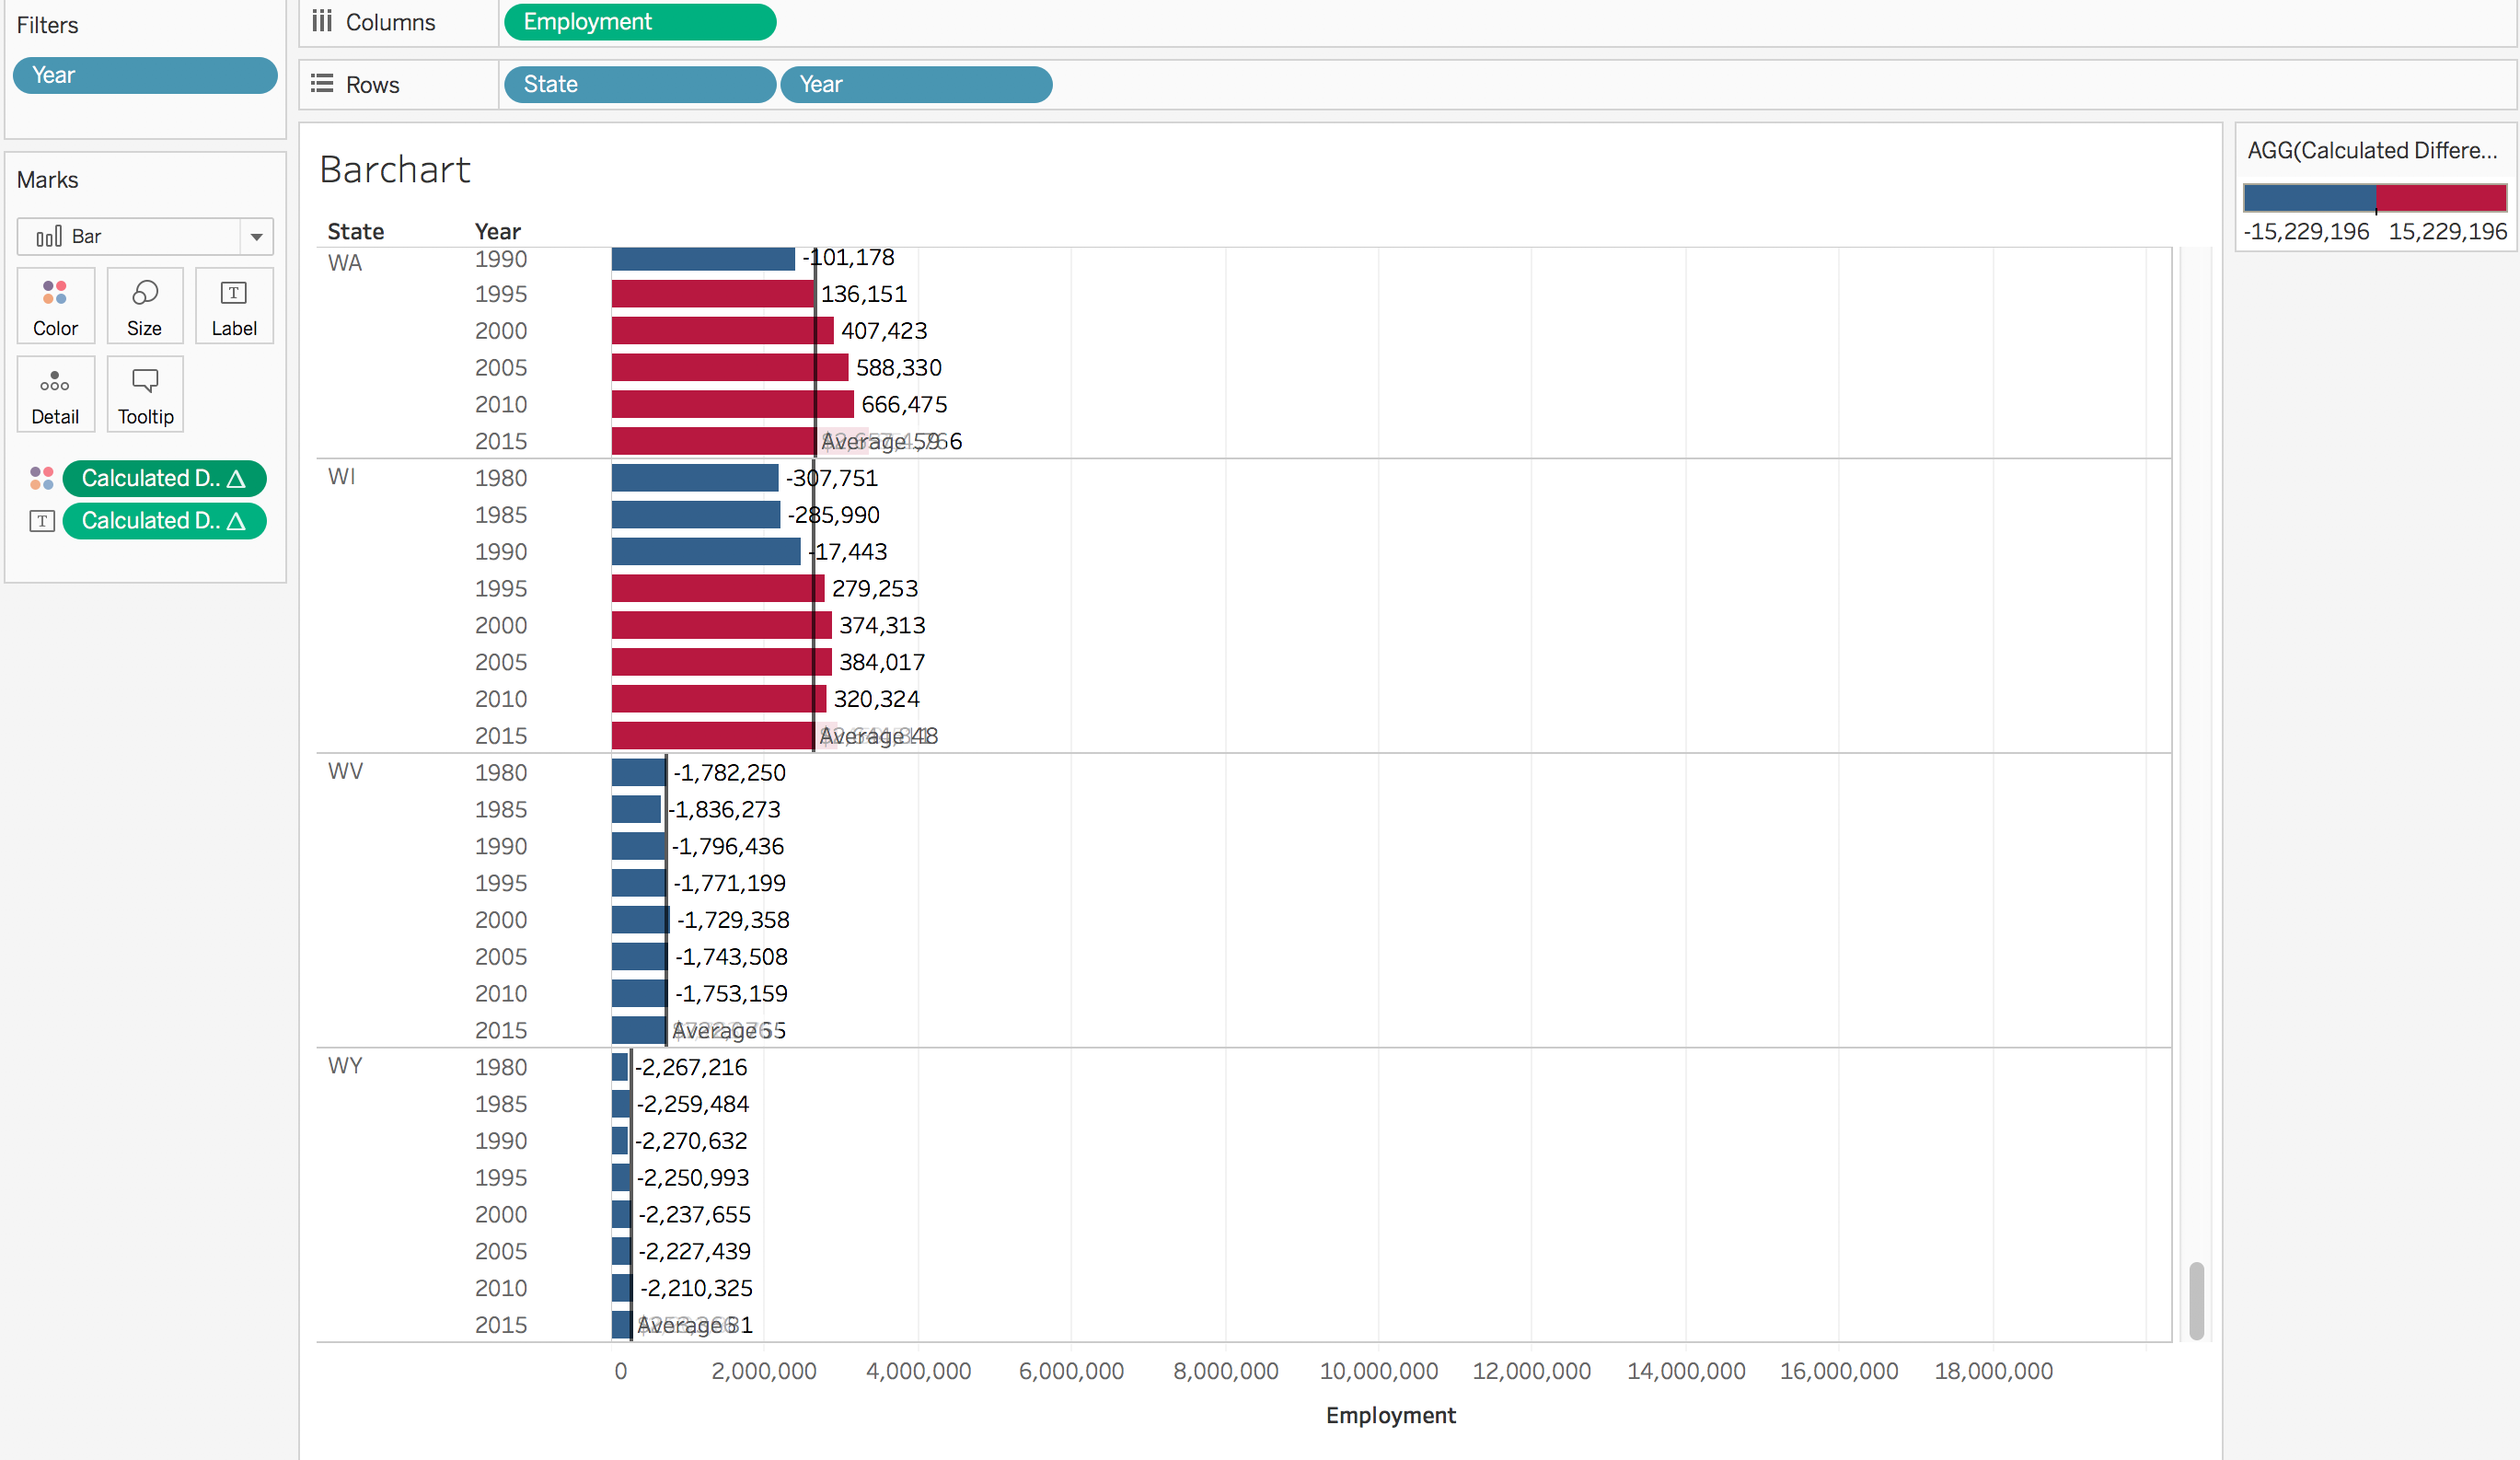 Filters
Year
Marks
Bar
Color Size Label
Detail Tooltip
Calculated D.. Δ
T Calculated D.. Δ
Columns Employment
Rows State Year
Barchart
State Year
WA 1990 -101,178
1995 136,151
2000 407,423
2005 588,330
2010 666,475
2015 Average
WI 1980 -307,751
1985 -285,990
1990 -17,443
1995 279,253
2000 374,313
2005 384,017
2010 320,324
2015 Average
WV 1980 -1,782,250
1985 -1,836,273
1990 -1,796,436
1995 -1,771,199
2000 -1,729,358
2005 -1,743,508
2010 -1,753,159
2015 Average
WY 1980 -2,267,216
1985 -2,259,484
1990 -2,270,632
1995 -2,250,993
2000 -2,237,655
2005 -2,227,439
2010 -2,210,325
2015 Average
0 2,000,000 4,000,000 6,000,000 8,000,000 10,000,000 12,000,000 14,000,000 16,000,000 18,000,000
Employment
AGG(Calculated Differe...
-15,229,196 15,229,196